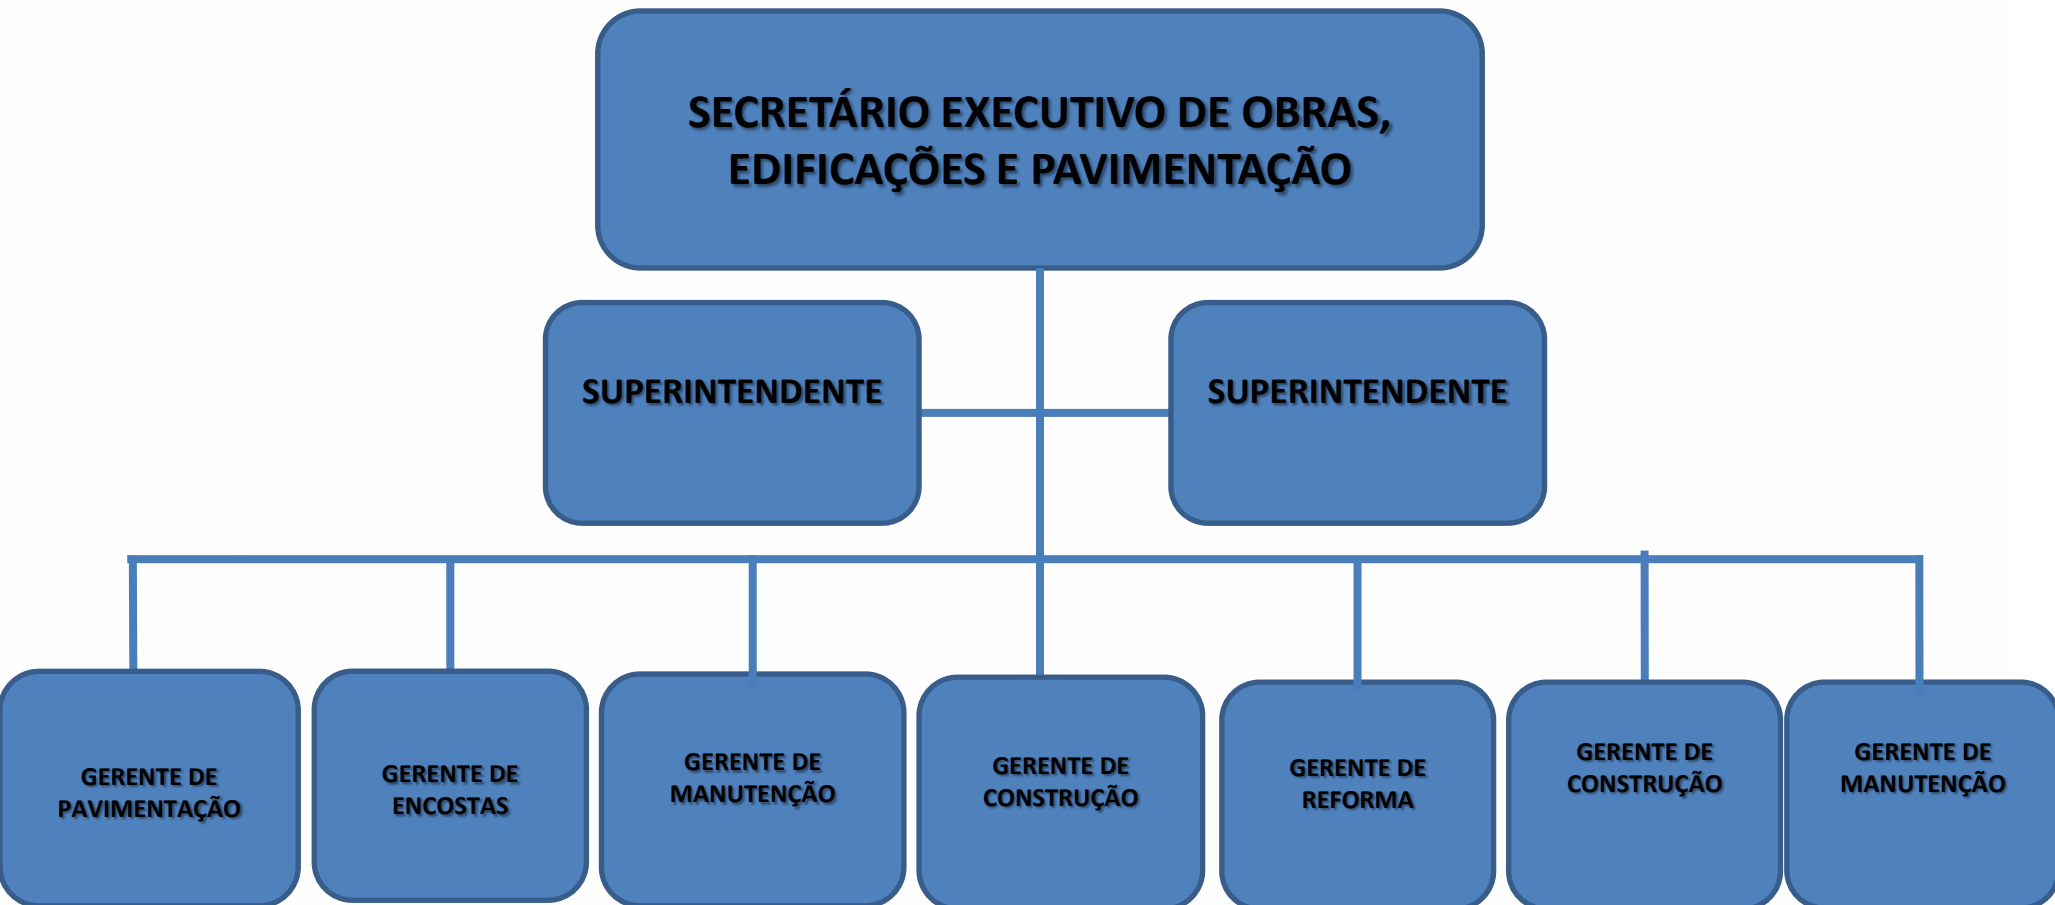 SECRETÁRIO EXECUTIVO DE OBRAS,
EDIFICAÇÕES E PAVIMENTAÇÃO
SUPERINTENDENTE
SUPERINTENDENTE
GERENTE DE
PAVIMENTAÇÃO
GERENTE DE
ENCOSTAS
GERENTE DE
MANUTENÇÃO
GERENTE DE
CONSTRUÇÃO
GERENTE DE
REFORMA
GERENTE DE
CONSTRUÇÃO
GERENTE DE
MANUTENÇÃO